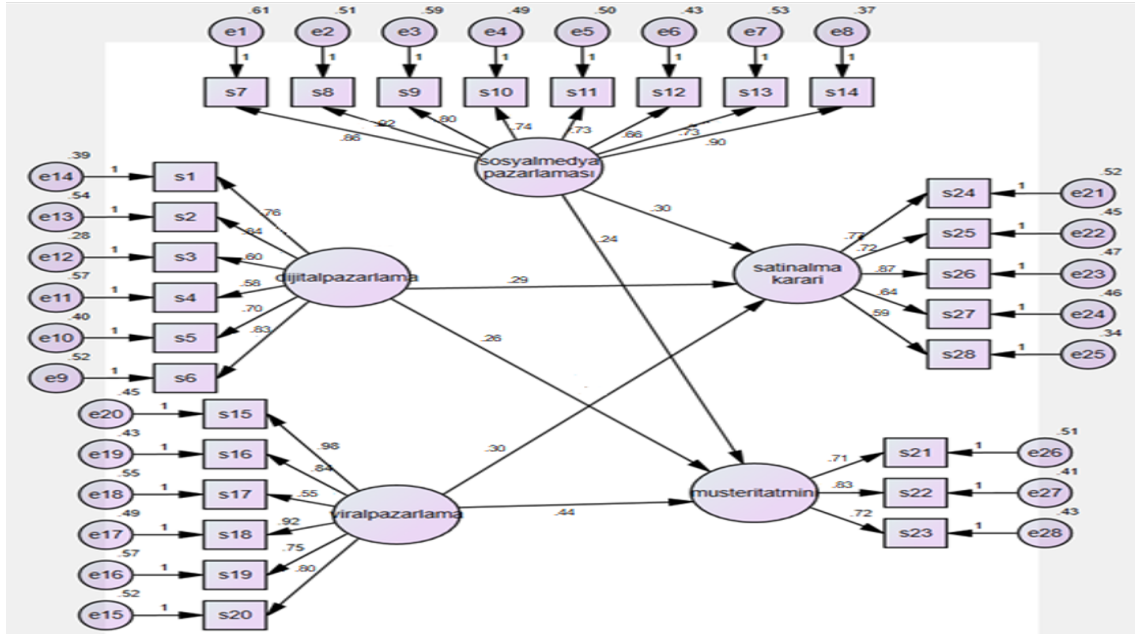 .61 .51 .59 .49 .50 .43 .53 .37
e1 e2 e3 e4 e5 e6 e7 e8
1 1 1 1 1 1 1 1
s7 s8 s9 s10 s11 s12 s13 s14
.86 .92 .80 .74 .73 .66 .73 .90
sosyalmedya
pazarlaması
.30
.24
.39
e14 1 s1 .76
.54
e13 1 s2 .84
.28
e12 1 s3 .60
.57
e11 1 s4 .58
.40
e10 1 s5 .70
.52
e9 1 s6 .83
dijitalpazarlama
.29
.26
.52
.77 s24 1 e21
.45
.72 s25 1 e22
.47
.87 s26 1 e23
.46
.64 s27 1 e24
.34
.59 s28 1 e25
satinalma
karari
.45
e20 1 s15 .98
.43
e19 1 s16 .84
.55
e18 1 s17 .55
.49
e17 1 s18 .92
.57
e16 1 s19 .75
.52
e15 1 s20 .80
viralpazarlama
.30
.44
musteritatmin
.51
.71 s21 1 e26
.41
.83 s22 1 e27
.43
.72 s23 1 e28